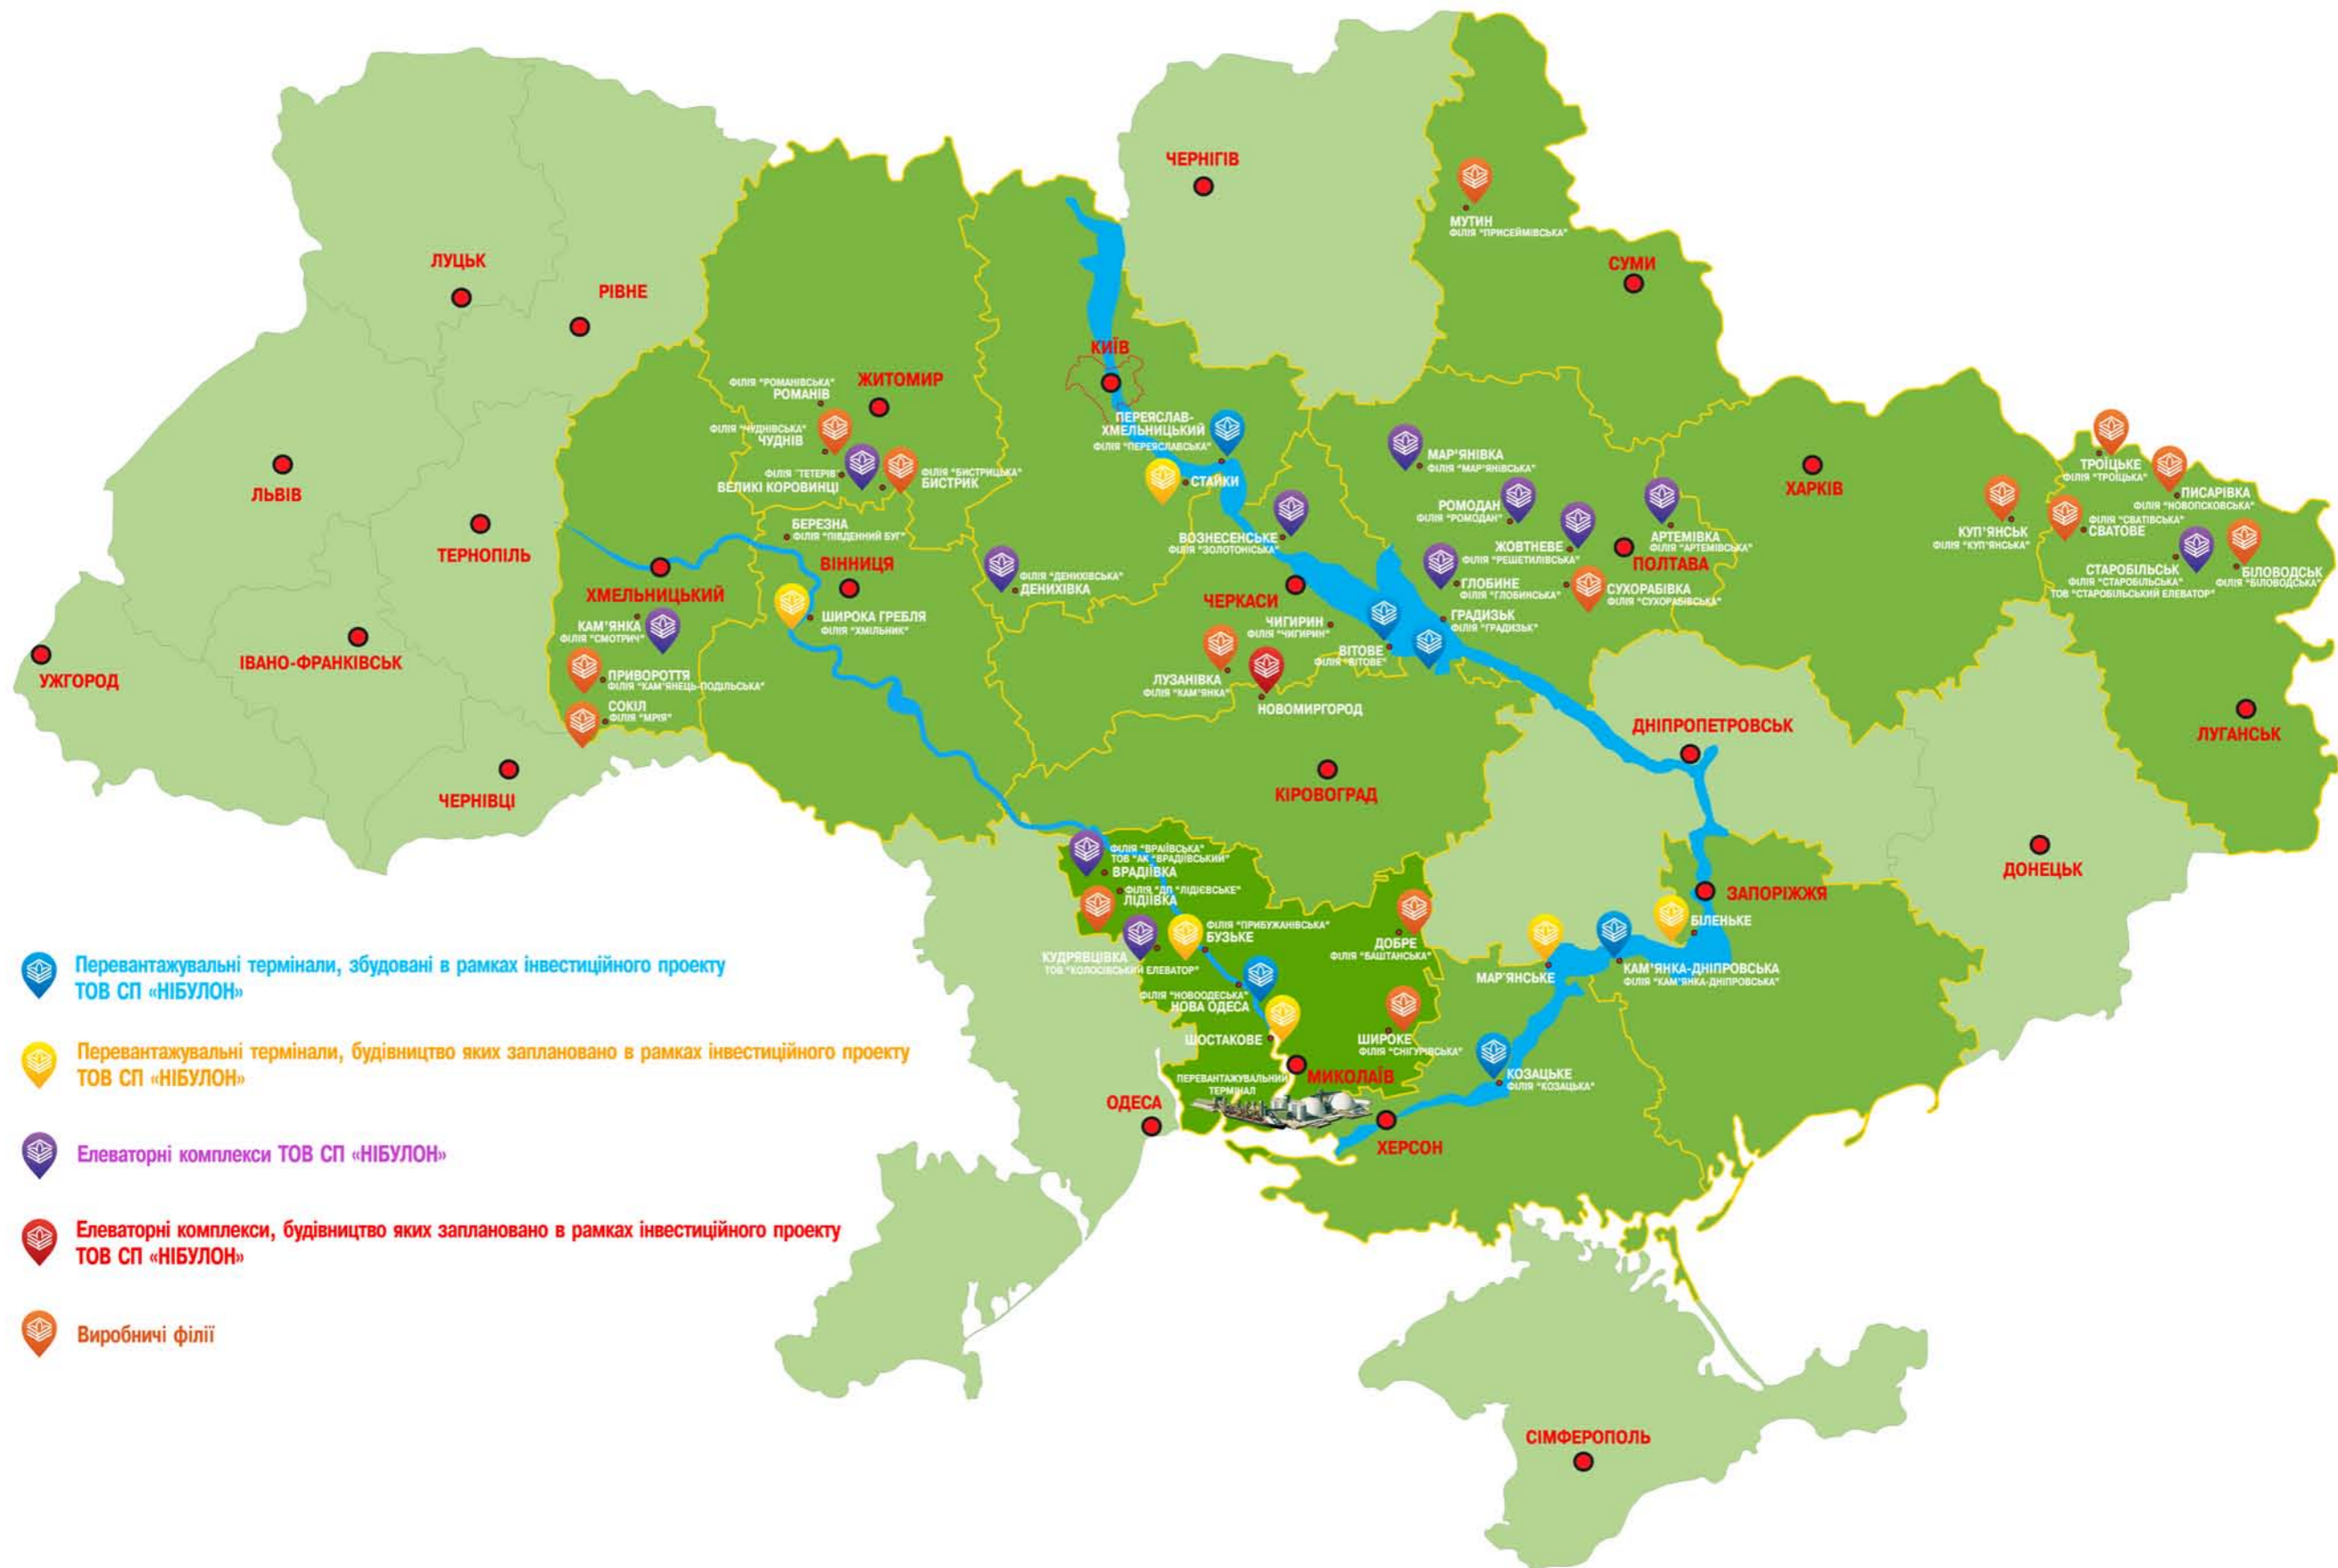 ЧЕРНІГІВ
МУТИН
ФІЛІЯ "ПРИСЕЙМІВСЬКА"
ЛУЦЬК
СУМИ
РІВНЕ
КИЇВ
ФІЛІЯ "РОМАНІВСЬКА"
РОМАНІВ
ЖИТОМИР
ФІЛІЯ "ЧУДНІВСЬКА"
ЧУДНІВ
ФІЛІЯ "ТЕТЕРІВ"
ВЕЛИКІ КОРОВИНЦІ
ФІЛІЯ "БИСТРИЦЬКА"
БИСТРИК
ПЕРЕЯСЛАВ-
ХМЕЛЬНИЦЬКИЙ
ФІЛІЯ "ПЕРЕЯСЛАВСЬКА"
СТАЙКИ
МАР'ЯНІВКА
ФІЛІЯ "МАР'ЯНІВСЬКА"
РОМОДАН
ФІЛІЯ "РОМОДАН"
ХАРКІВ
ТРОЇЦЬКЕ
ФІЛІЯ "ТРОЇЦЬКА"
ПИСАРІВКА
ФІЛІЯ "НОВОПСКОВСЬКА"
ЛЬВІВ
ТЕРНОПІЛЬ
БЕРЕЗНА
ФІЛІЯ "ПІВДЕННИЙ БУГ"
ВІННИЦЯ
ВОЗНЕСЕНСЬКЕ
ФІЛІЯ "ЗОЛОТОНІСЬКА"
ЖОВТНЕВЕ
ФІЛІЯ "РЕШЕТИЛІВСЬКА"
АРТЕМІВКА
ФІЛІЯ "АРТЕМІВСЬКА"
ПОЛТАВА
КУП'ЯНСЬК
ФІЛІЯ "КУП'ЯНСЬКА"
ФІЛІЯ "СВАТІВСЬКА"
СВАТОВЕ
СТАРОБІЛЬСЬК
ФІЛІЯ "СТАРОБІЛЬСЬКА"
ТОВ "СТАРОБІЛЬСЬКИЙ ЕЛЕВАТОР"
БІЛОВОДСЬК
ФІЛІЯ "БІЛОВОДСЬКА"
ХМЕЛЬНИЦЬКИЙ
ФІЛІЯ "ДЕНИХІВСЬКА"
ДЕНИХІВКА
ЧЕРКАСИ
ГЛОБИНЕ
ФІЛІЯ "ГЛОБИНСЬКА"
СУХОРАБІВКА
ФІЛІЯ "СУХОРАБІВСЬКА"
КАМ'ЯНКА
ФІЛІЯ "СМОТРИЧ"
ШИРОКА ГРЕБЛЯ
ФІЛІЯ "ХМІЛЬНИК"
ЧИГИРИН
ФІЛІЯ "ЧИГИРИН"
ГРАДИЗЬК
ФІЛІЯ "ГРАДИЗЬК"
ВІТОВЕ
ФІЛІЯ "ВІТОВЕ"
УЖГОРОД
ІВАНО-ФРАНКІВСЬК
ПРИВОРОТТЯ
ФІЛІЯ "КАМ'ЯНЕЦЬ-ПОДІЛЬСЬКА"
СОКІЛ
ФІЛІЯ "МРІЯ"
ЛУЗАНІВКА
ФІЛІЯ "КАМ'ЯНКА"
НОВОМИРГОРОД
ДНІПРОПЕТРОВСЬК
ЛУГАНСЬК
ЧЕРНІВЦІ
КІРОВОГРАД
ФІЛІЯ "ВРАЇВСЬКА"
ТОВ "АК "ВРАДІЇВСЬКИЙ"
ВРАДІЇВКА
ФІЛІЯ "ДП "ЛІДІЄВСЬКЕ"
ЛІДІЇВКА
ДОНЕЦЬК
ЗАПОРІЖЖЯ
БІЛЕНЬКЕ
ФІЛІЯ "ПРИБУЖАНІВСЬКА"
БУЗЬКЕ
ДОБРЕ
ФІЛІЯ "БАШТАНСЬКА"
КУДРЯВЦІВКА
ТОВ "КОЛОСІВСЬКИЙ ЕЛЕВАТОР"
МАР'ЯНСЬКЕ
КАМ'ЯНКА-ДНІПРОВСЬКА
ФІЛІЯ "КАМ'ЯНКА-ДНІПРОВСЬКА"
ФІЛІЯ "НОВООДЕСЬКА"
НОВА ОДЕСА
ШОСТАКОВЕ
ШИРОКЕ
ФІЛІЯ "СНІГУРІВСЬКА"
ПЕРЕВАНТАЖУВАЛЬНИЙ
ТЕРМІНАЛ
МИКОЛАЇВ
КОЗАЦЬКЕ
ФІЛІЯ "КОЗАЦЬКА"
ОДЕСА
ХЕРСОН
СІМФЕРОПОЛЬ
Перевантажувальні термінали, збудовані в рамках інвестиційного проекту
ТОВ СП «НІБУЛОН»
Перевантажувальні термінали, будівництво яких заплановано в рамках інвестиційного проекту
ТОВ СП «НІБУЛОН»
Елеваторні комплекси ТОВ СП «НІБУЛОН»
Елеваторні комплекси, будівництво яких заплановано в рамках інвестиційного проекту
ТОВ СП «НІБУЛОН»
Виробничі філії